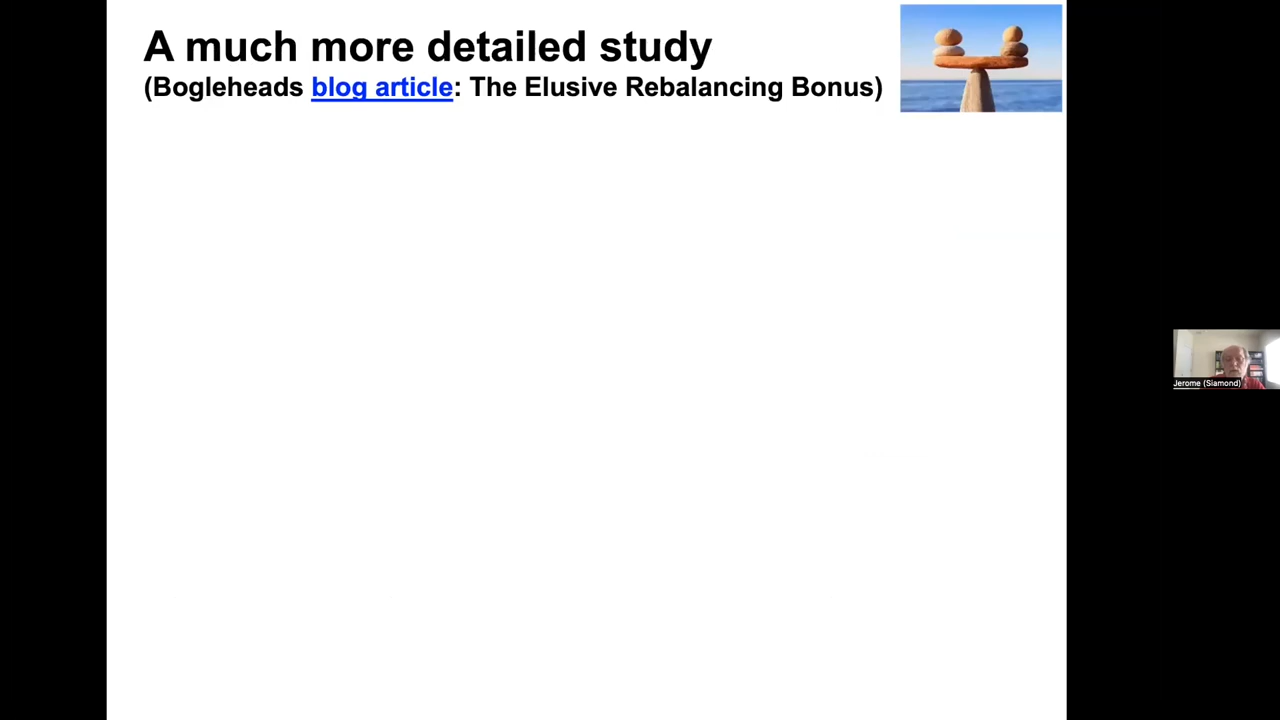 A much more detailed study
(Bogleheads blog article: The Elusive Rebalancing Bonus)
Jerome (Siamond)